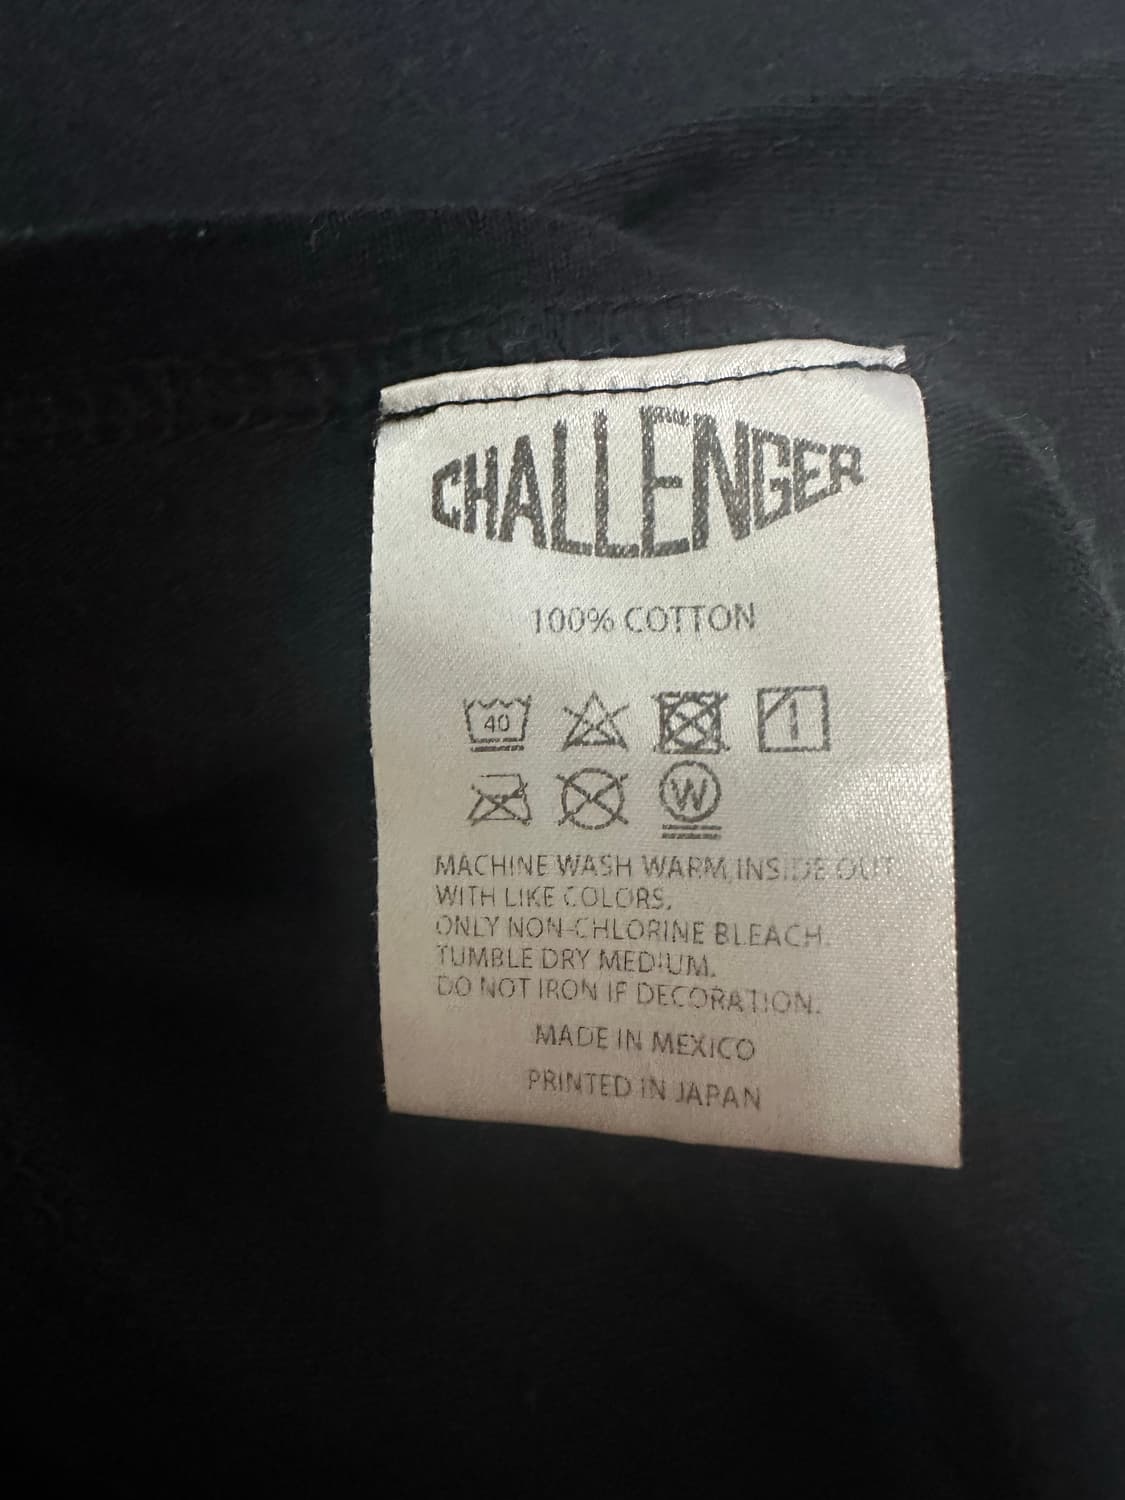 CHALLENGER
100% COTTON
40
W
MACHINE WASH WARM, INSIDE OUT.
WITH LIKE COLORS.
ONLY NON-CHLORINE BLEACH.
TUMBLE DRY MEDIUM.
DO NOT IRON IF DECORATION.
MADE IN MEXICO
PRINTED IN JAPAN